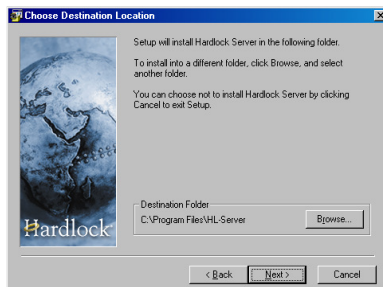 Choose Destination Location
Setup will install Hardlock Server in the following folder.
To install into a different folder, click Browse, and select
another folder.
You can choose not to install Hardlock Server by clicking
Cancel to exit Setup.
Destination Folder
C:\Program Files\HL-Server
Browse...
Hardlock
< Back
Next >
Cancel